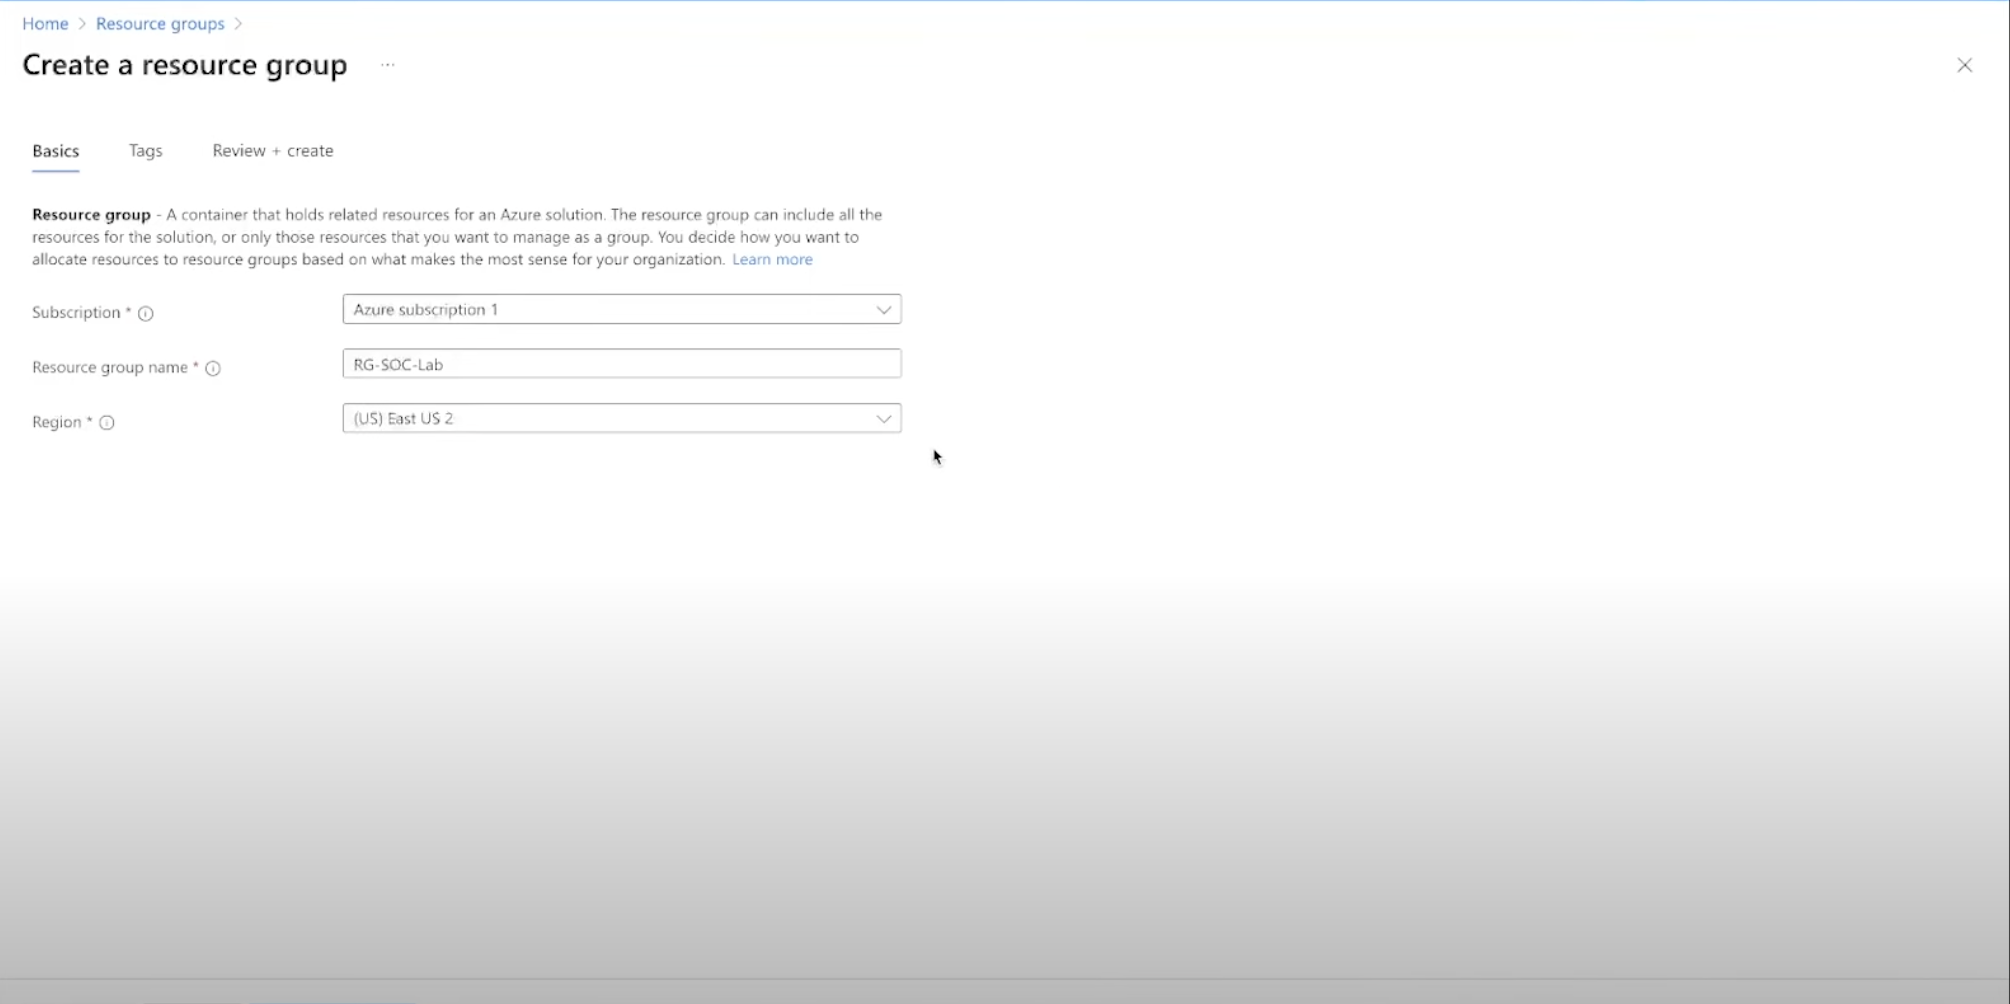 Home > Resource groups >
Create a resource group ...
Basics Tags Review + create
Resource group - A container that holds related resources for an Azure solution. The resource group can include all the
resources for the solution, or only those resources that you want to manage as a group. You decide how you want to
allocate resources to resource groups based on what makes the most sense for your organization. Learn more
Subscription * Azure subscription 1
Resource group name * RG-SOC-Lab
Region * (US) East US 2